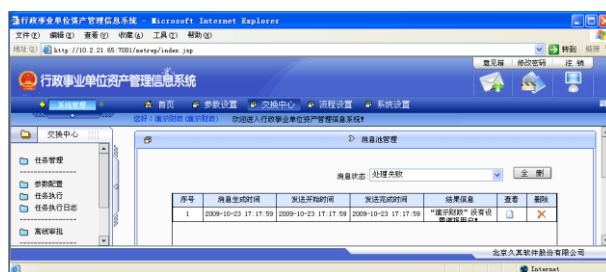 行政事业单位资产管理信息系统 - Microsoft Internet Explorer
文件(F) 编辑(E) 查看(V) 收藏(A) 工具(T) 帮助(H)
地址(D) http://10.2.21.65:7001/netrep/index.jsp 转到 链接
意见箱 修改密码 注 销
行政事业单位资产管理信息系统
系统管理 首页 参数设置 交换中心 流程设置 系统设置
您好：演示财政(演示财政) 欢迎进入行政事业单位资产管理信息系统!
交换中心 消息池管理
任务管理
消息状态: 处理失败 全 删
参数配置
任务执行
任务执行日志
离线审批
序号 消息生成时间 发送开始时间 发送完成时间 结果信息 查看 删除
1 2009-10-23 17:17:59 2009-10-23 17:17:59 2009-10-23 17:17:59 "演示财政"没有设
北京久其软件股份有限公司
Internet